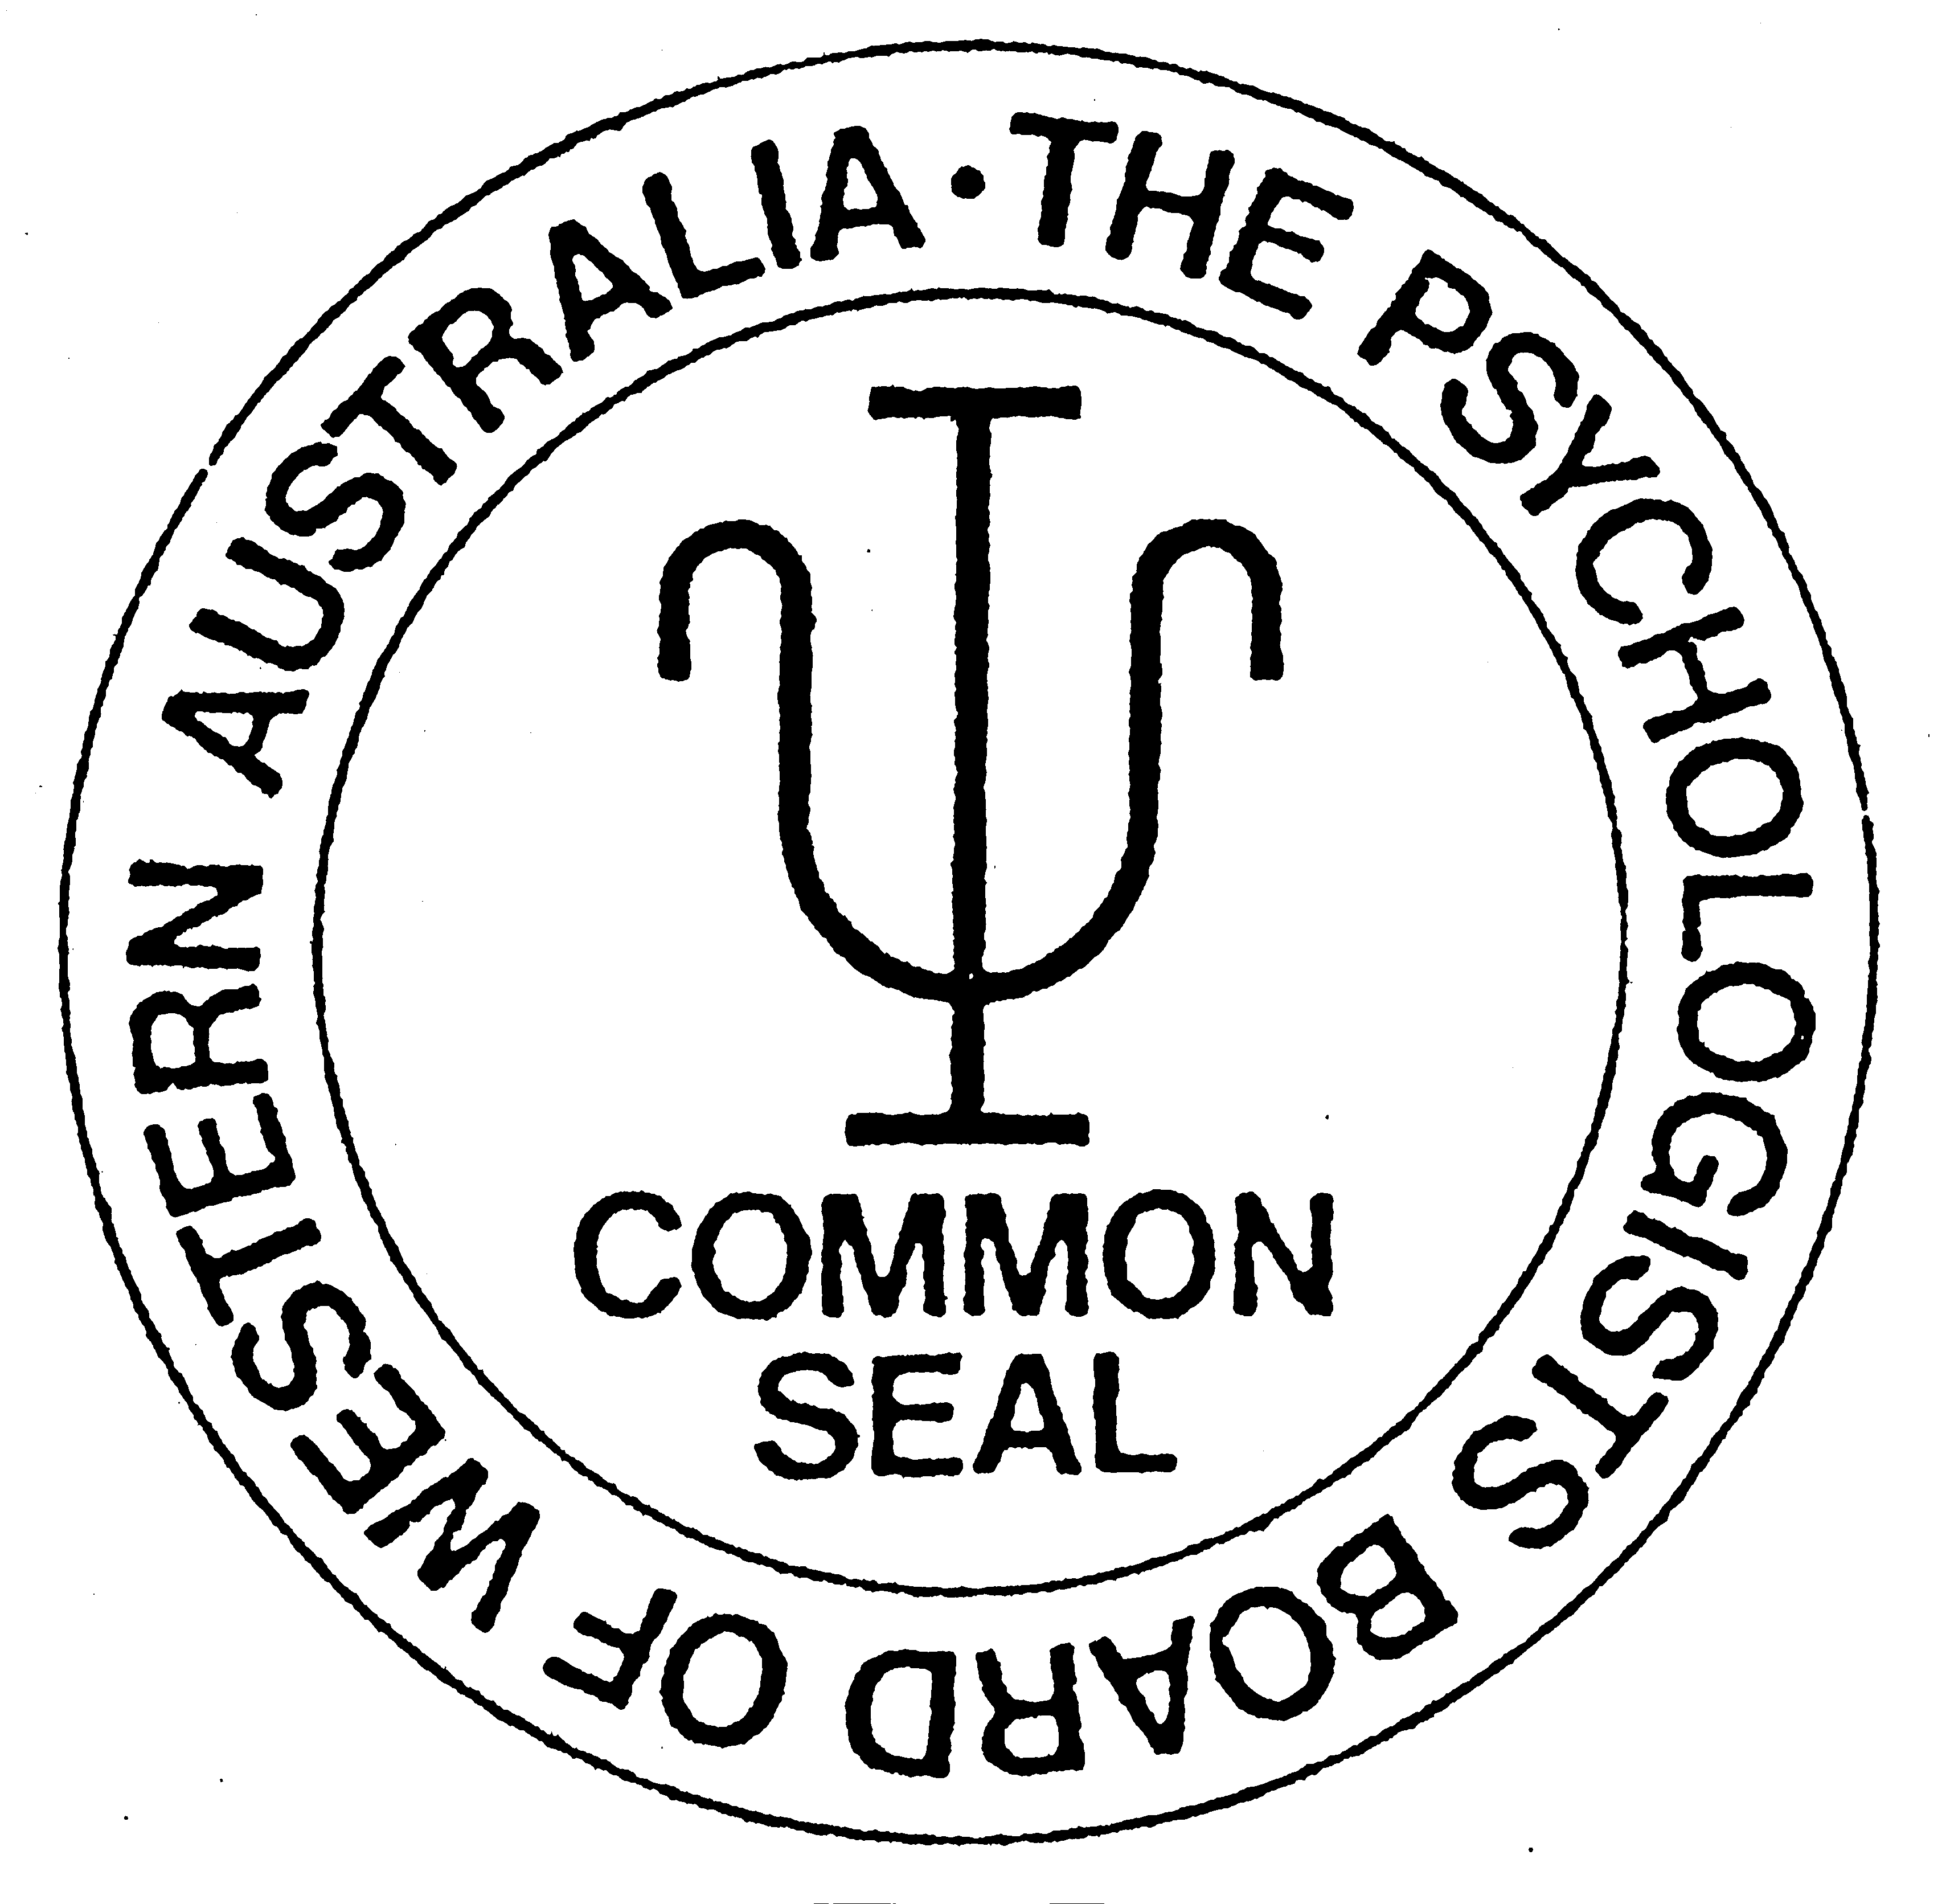 THE PSYCHOLOGISTS BOARD OF WESTERN AUSTRALIA •
COMMON
SEAL